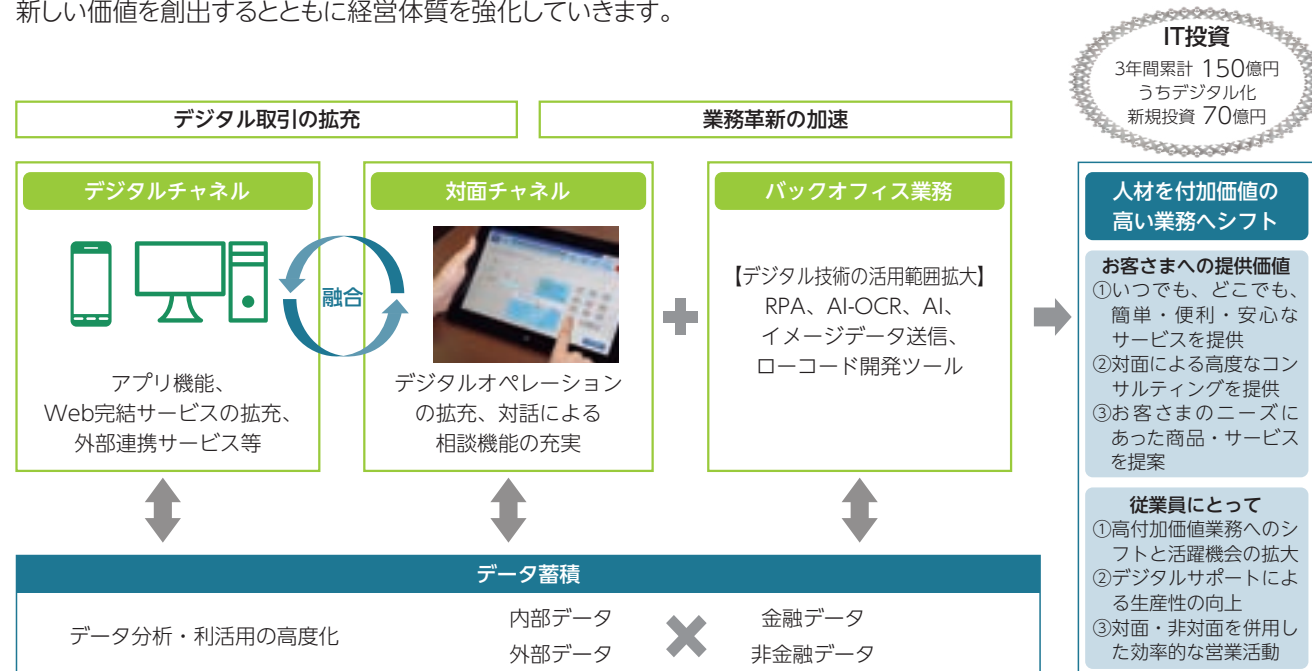 新しい価値を創出するとともに経営体質を強化していきます。
IT投資
3年間累計 150億円
うちデジタル化
新規投資 70億円
デジタル取引の拡充
業務革新の加速
デジタルチャネル
融合
アプリ機能、
Web完結サービスの拡充、
外部連携サービス等
対面チャネル
デジタルオペレーション
の拡充、対話による
相談機能の充実
バックオフィス業務
【デジタル技術の活用範囲拡大】
RPA、AI-OCR、AI、
イメージデータ送信、
ローコード開発ツール
人材を付加価値の
高い業務へシフト
お客さまへの提供価値
①いつでも、どこでも、
簡単・便利・安心な
サービスを提供
②対面による高度なコン
サルティングを提供
③お客さまのニーズに
あった商品・サービス
を提案
従業員にとって
①高付加価値業務へのシ
フトと活躍機会の拡大
②デジタルサポートによ
る生産性の向上
③対面・非対面を併用し
た効率的な営業活動
データ蓄積
データ分析・利活用の高度化
内部データ
外部データ
金融データ
非金融データ